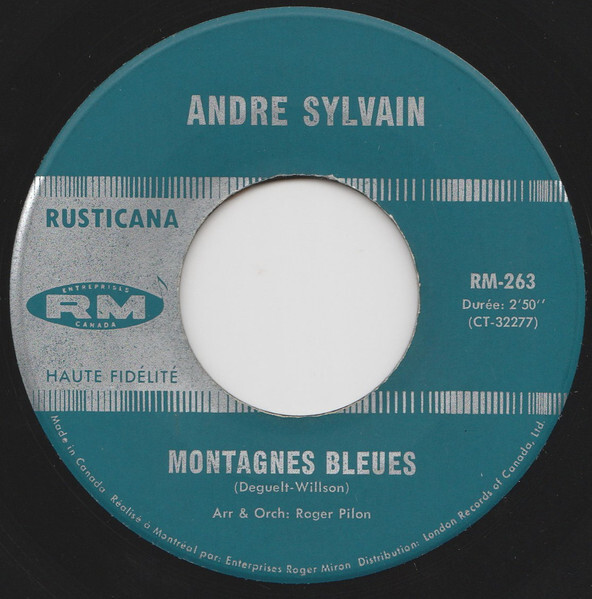 ANDRE SYLVAIN
RUSTICANA
ENTREPRISES
RM
CANADA
HAUTE FIDÉLITÉ
RM-263
Durée: 2'50''
(CT-32277)
MONTAGNES BLEUES
(Deguelt-Willson)
Arr & Orch: Roger Pilon
Made in Canada Réalisé à Montréal par: Enterprises Roger Miron Distribution: London Records of Canada, Ltd.